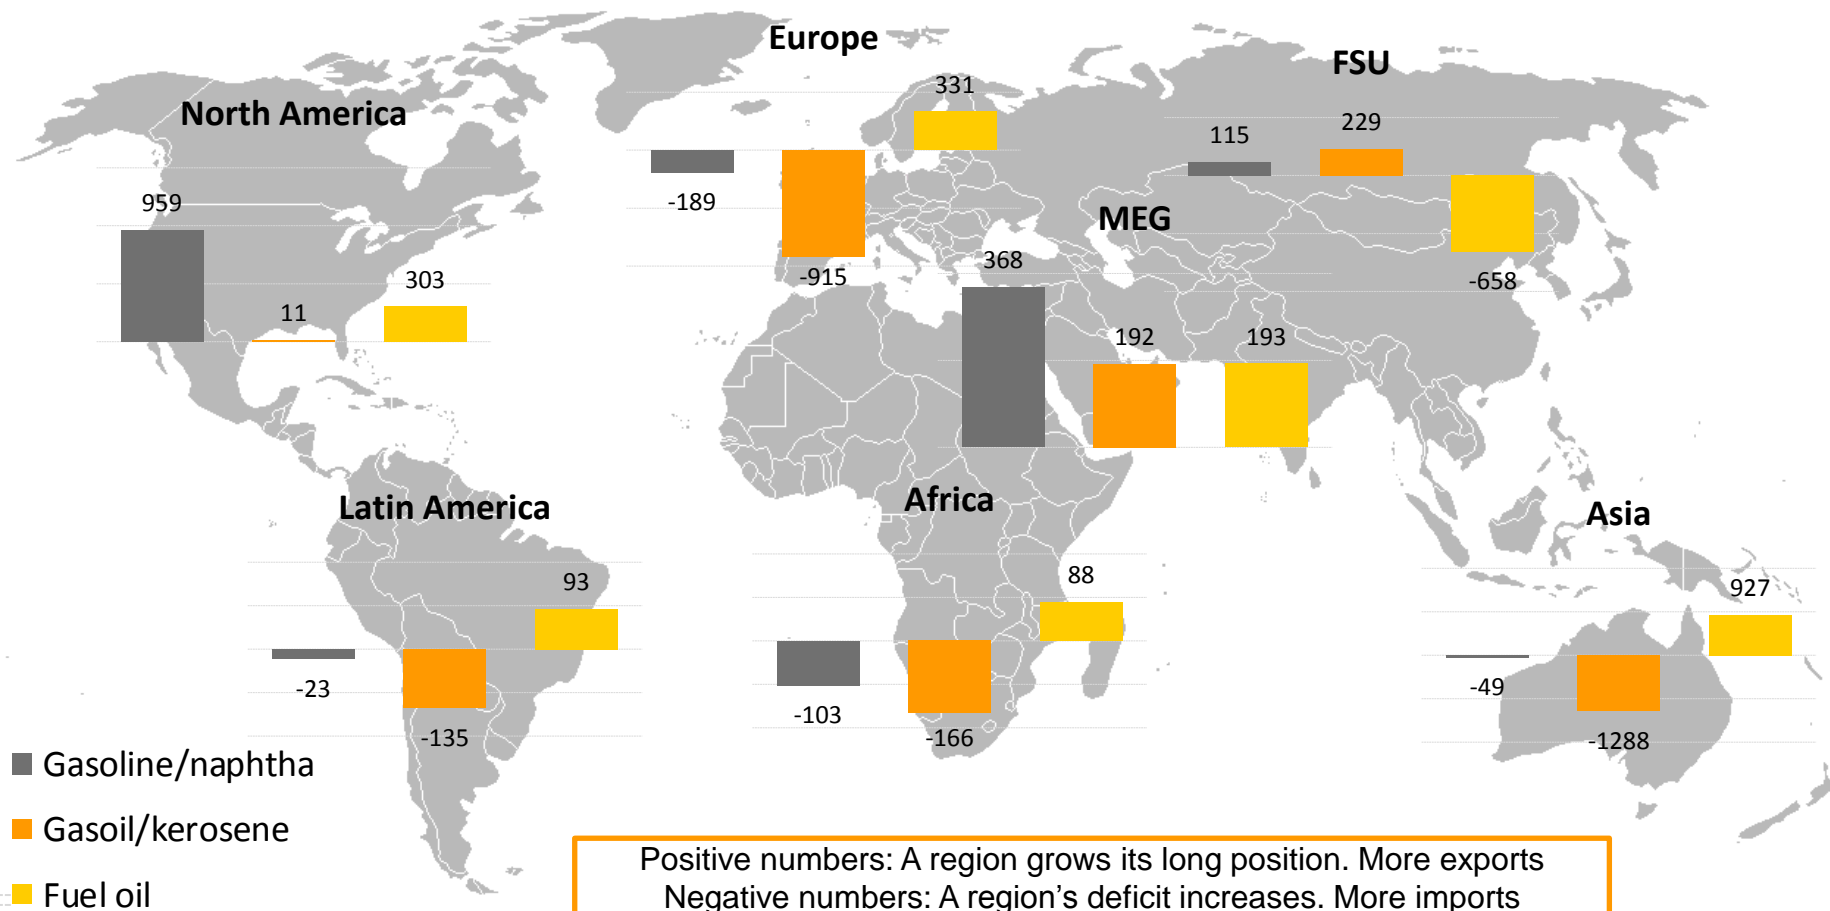 Europe
331
-189
-915
FSU
115
229
-658
North America
959
11
303
MEG
368
192
193
Latin America
93
-23
-135
Africa
88
-103
-166
Asia
927
-49
-1288
Gasoline/naphtha
Gasoil/kerosene
Fuel oil
Positive numbers: A region grows its long position. More exports
Negative numbers: A region's deficit increases. More imports